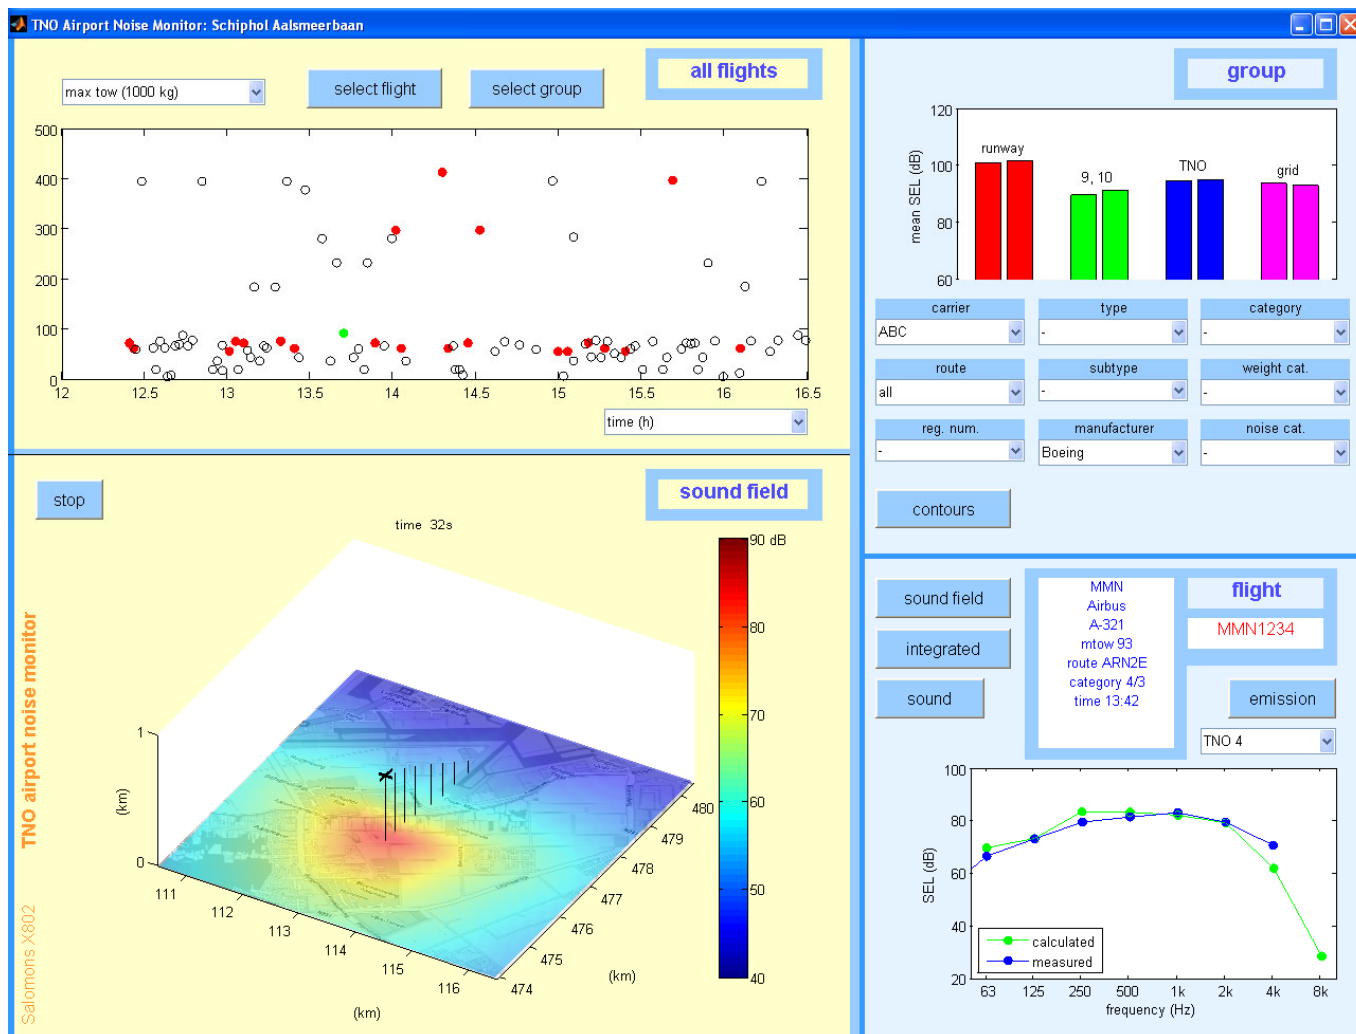 TNO Airport Noise Monitor: Schiphol Aalsmeerbaan
max tow (1000 kg)
select flight
select group
all flights
500
400
300
200
100
0
12
12.5
13
13.5
14
14.5
15
15.5
16
16.5
time (h)
group
120
100
80
60
mean SEL (dB)
runway
9, 10
TNO
grid
carrier
type
category
ABC
-
-
route
subtype
weight cat.
all
-
-
reg. num.
manufacturer
noise cat.
-
Boeing
-
contours
stop
sound field
time 32s
90 dB
80
70
60
50
40
1
0
(km)
111
112
113
114
115
116
(km)
474
475
476
477
478
479
480
(km)
TNO airport noise monitor
Salomons X802
sound field
integrated
sound
MMN
Airbus
A-321
mtow 93
route ARN2E
category 4/3
time 13:42
flight
MMN1234
emission
TNO 4
100
80
60
40
20
SEL (dB)
calculated
measured
63
125
250
500
1k
2k
4k
8k
frequency (Hz)